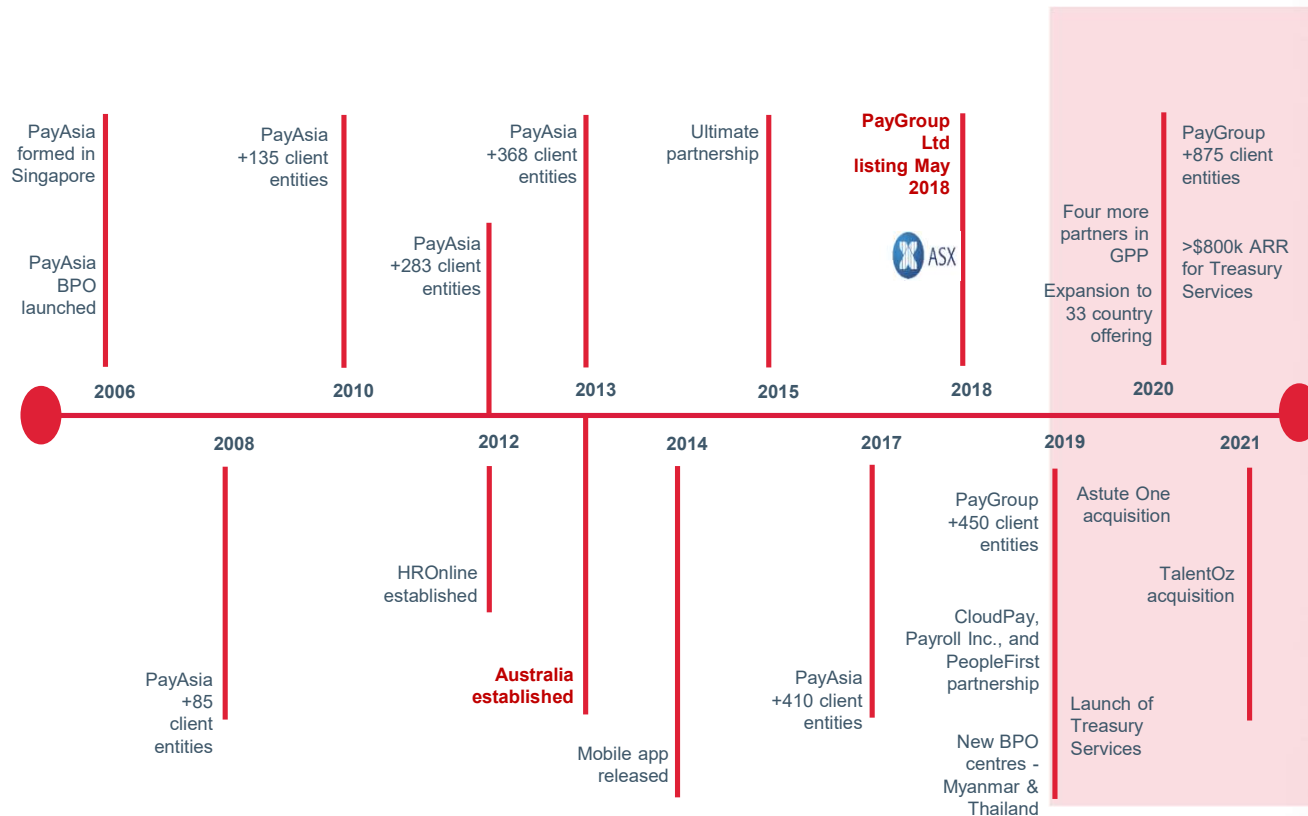 PayAsia
formed in
Singapore
PayAsia
BPO
launched
PayAsia
+135 client
entities
PayAsia
+283 client
entities
PayAsia
+368 client
entities
Ultimate
partnership
PayGroup
Ltd
listing May
2018
ASX
Four more
partners in
GPP
Expansion to
33 country
offering
PayGroup
+875 client
entities
>$800k ARR
for Treasury
Services
2006
2010
2013
2015
2018
2020
2008
2012
2014
2017
2019
2021
PayAsia
+85
client
entities
HROnline
established
Australia
established
Mobile app
released
PayAsia
+410 client
entities
PayGroup
+450 client
entities
CloudPay,
Payroll Inc., and
PeopleFirst
partnership
New BPO
centres -
Myanmar &
Thailand
Astute One
acquisition
Launch of
Treasury
Services
TalentOz
acquisition